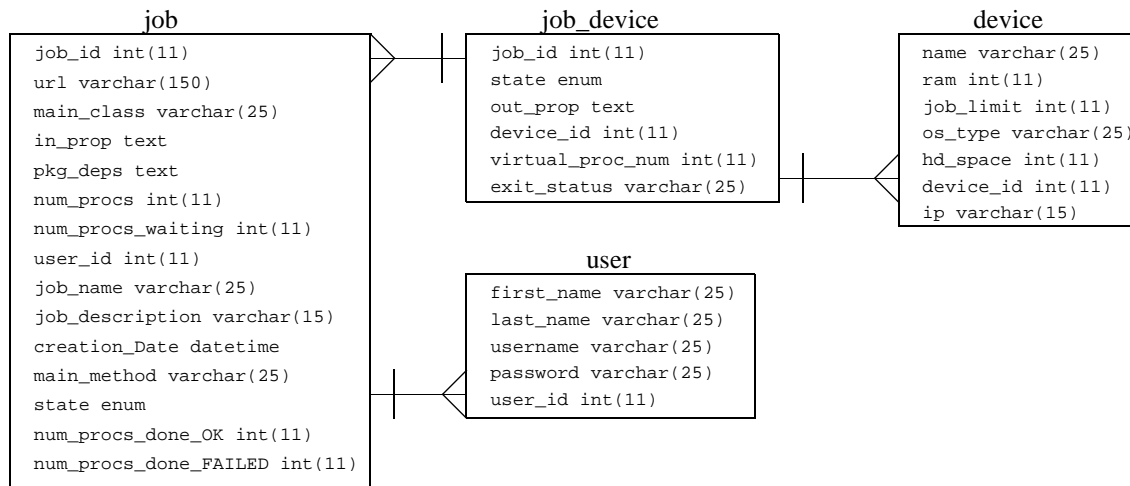 job
job_id int(11)
url varchar(150)
main_class varchar(25)
in_prop text
pkg_deps text
num_procs int(11)
num_procs_waiting int(11)
user_id int(11)
job_name varchar(25)
job_description varchar(15)
creation_Date datetime
main_method varchar(25)
state enum
num_procs_done_OK int(11)
num_procs_done_FAILED int(11)
job_device
job_id int(11)
state enum
out_prop text
device_id int(11)
virtual_proc_num int(11)
exit_status varchar(25)
device
name varchar(25)
ram int(11)
job_limit int(11)
os_type varchar(25)
hd_space int(11)
device_id int(11)
ip varchar(15)
user
first_name varchar(25)
last_name varchar(25)
username varchar(25)
password varchar(25)
user_id int(11)